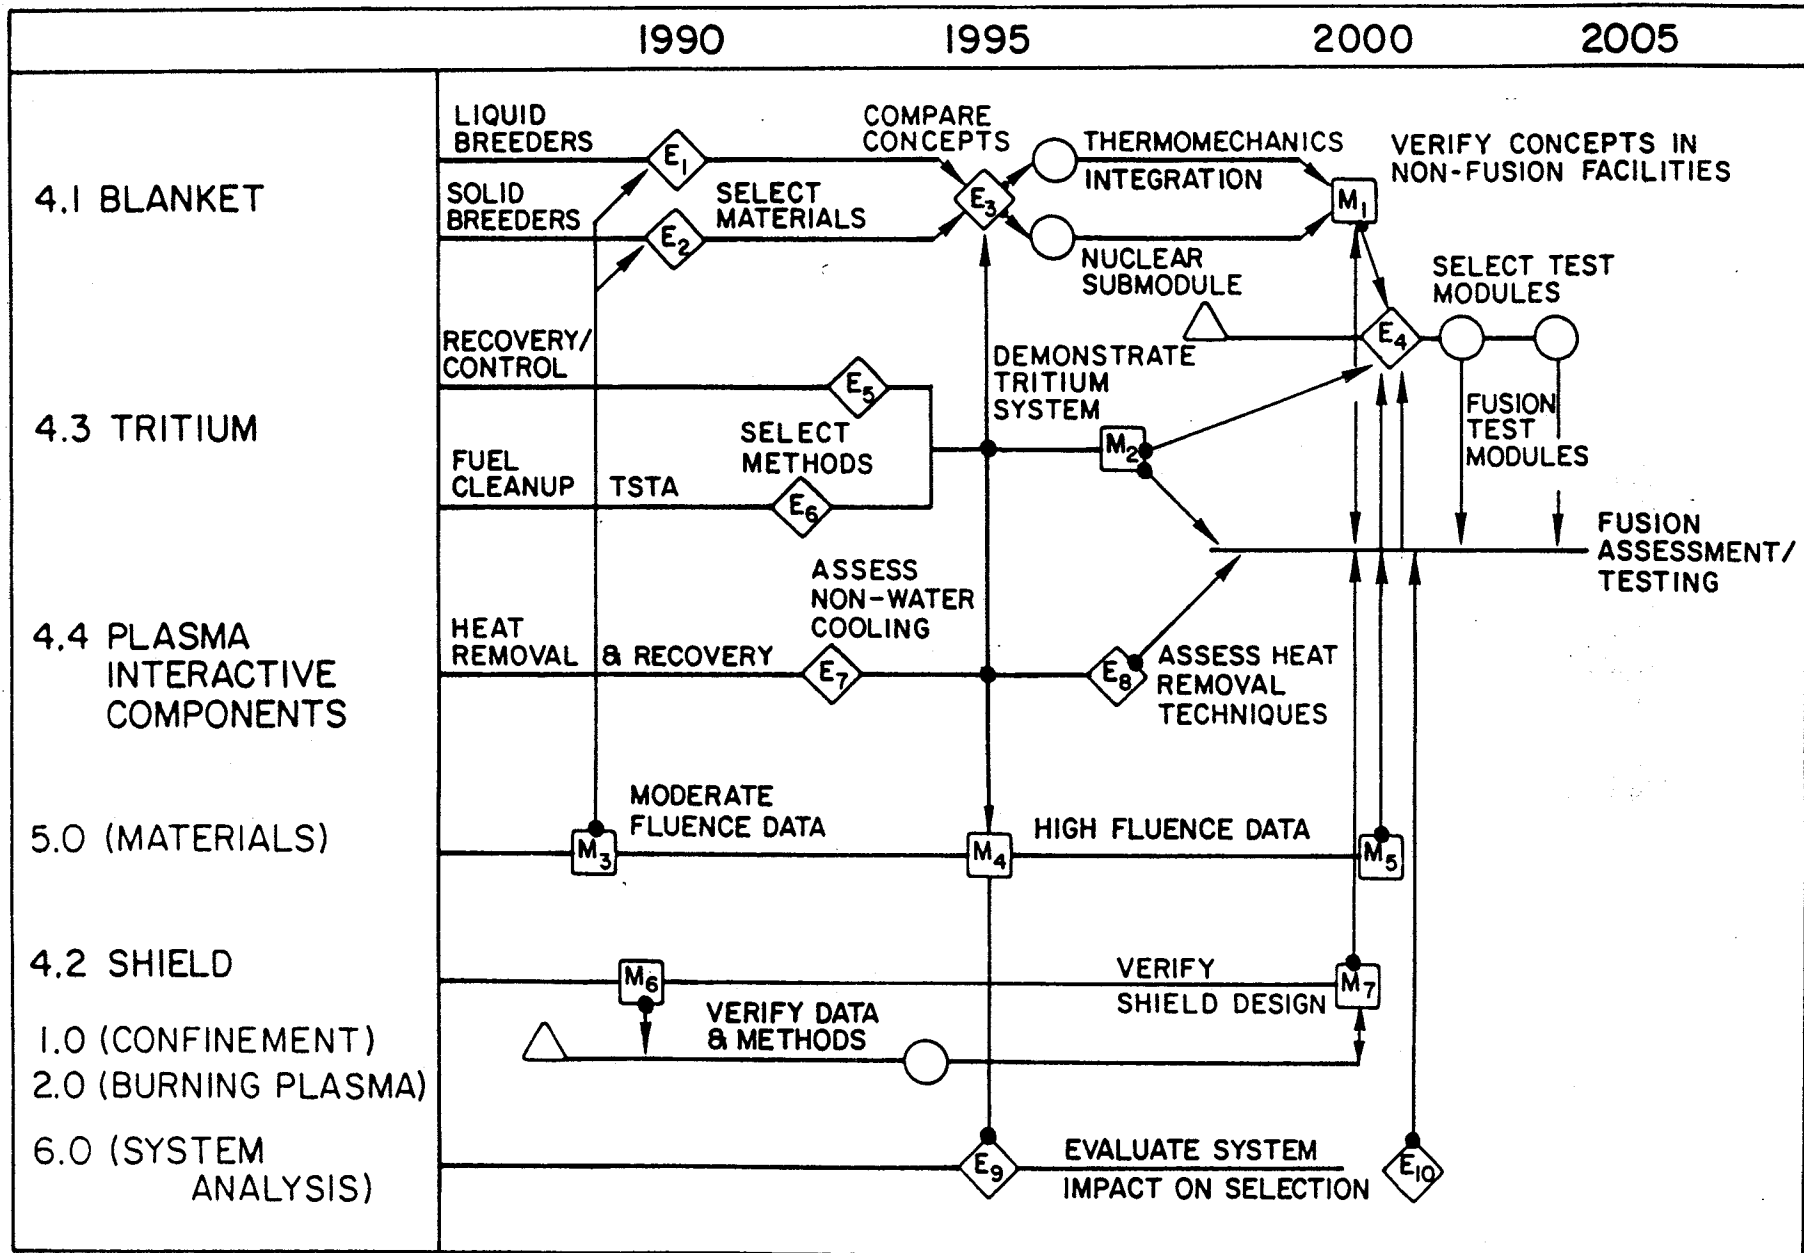 1990 1995 2000 2005
4.1 BLANKET
LIQUID
BREEDERS
E1
SOLID
BREEDERS
E2
SELECT
MATERIALS
COMPARE
CONCEPTS
E3
THERMOMECHANICS
INTEGRATION
NUCLEAR
SUBMODULE
M1
VERIFY CONCEPTS IN
NON-FUSION FACILITIES
SELECT TEST
MODULES
E4
4.3 TRITIUM
RECOVERY/
CONTROL
E5
SELECT
METHODS
FUEL
CLEANUP TSTA
E6
DEMONSTRATE
TRITIUM
SYSTEM
M2
FUSION
TEST
MODULES
FUSION
ASSESSMENT/
TESTING
4.4 PLASMA
INTERACTIVE
COMPONENTS
HEAT
REMOVAL & RECOVERY
ASSESS
NON-WATER
COOLING
E7
E8
ASSESS HEAT
REMOVAL
TECHNIQUES
5.0 (MATERIALS)
M3
MODERATE
FLUENCE DATA
M4
HIGH FLUENCE DATA
M5
4.2 SHIELD
M6
VERIFY
SHIELD DESIGN
M7
VERIFY DATA
& METHODS
1.0 (CONFINEMENT)
2.0 (BURNING PLASMA)
6.0 (SYSTEM
ANALYSIS)
E9
EVALUATE SYSTEM
IMPACT ON SELECTION
E10